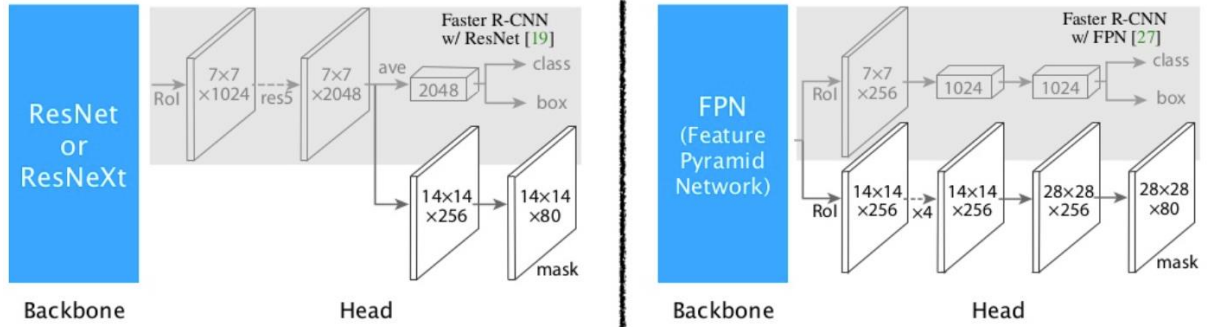 Faster R-CNN
w/ ResNet [19]
ResNet
or
ResNeXt
RoI
7×7
×1024
res5
7×7
×2048
ave
2048
class
box
14×14
×256
14×14
×80
mask
Backbone
Head
Faster R-CNN
w/ FPN [27]
FPN
(Feature
Pyramid
Network)
RoI
7×7
×256
1024
1024
class
box
RoI
14×14
×256
×4
14×14
×256
28×28
×256
28×28
×80
mask
Backbone
Head